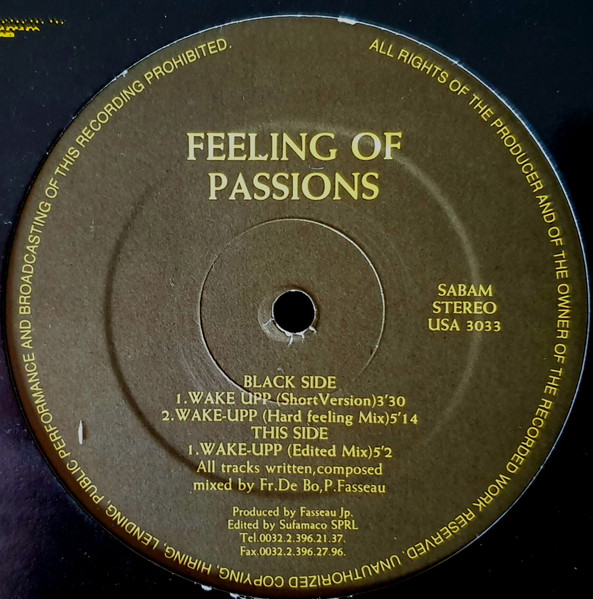 FEELING OF
PASSIONS
SABAM
STEREO
USA 3033
BLACK SIDE
1.WAKE UPP (ShortVersion)3'30
2.WAKE-UPP (Hard feeling Mix)5'14
THIS SIDE
1.WAKE-UPP (Edited Mix)5'2
All tracks written,composed
mixed by Fr.De Bo,P.Fasseau
Produced by Fasseau Jp.
Edited by Sufamaco SPRL
Tel.0032.2.396.21.37.
Fax.0032.2.396.27.96.
ALL RIGHTS OF THE PRODUCER AND OF THE OWNER OF THE RECORDED WORK RESERVED. UNAUTHORIZED COPYING, HIRING, LENDING, PUBLIC PERFORMANCE AND BROADCASTING OF THIS RECORDING PROHIBITED.